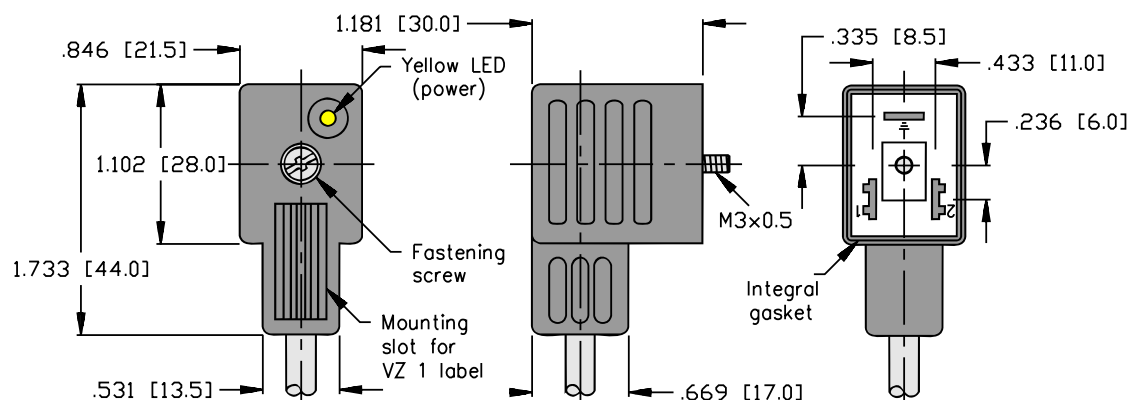 1.181 [30.0]
.846 [21.5]
Yellow LED
(power)
1.102 [28.0]
1.733 [44.0]
Fastening
screw
Mounting
slot for
VZ 1 label
.531 [13.5]
M3x0.5
.669 [17.0]
.335 [8.5]
.433 [11.0]
.236 [6.0]
1
2
Integral
gasket